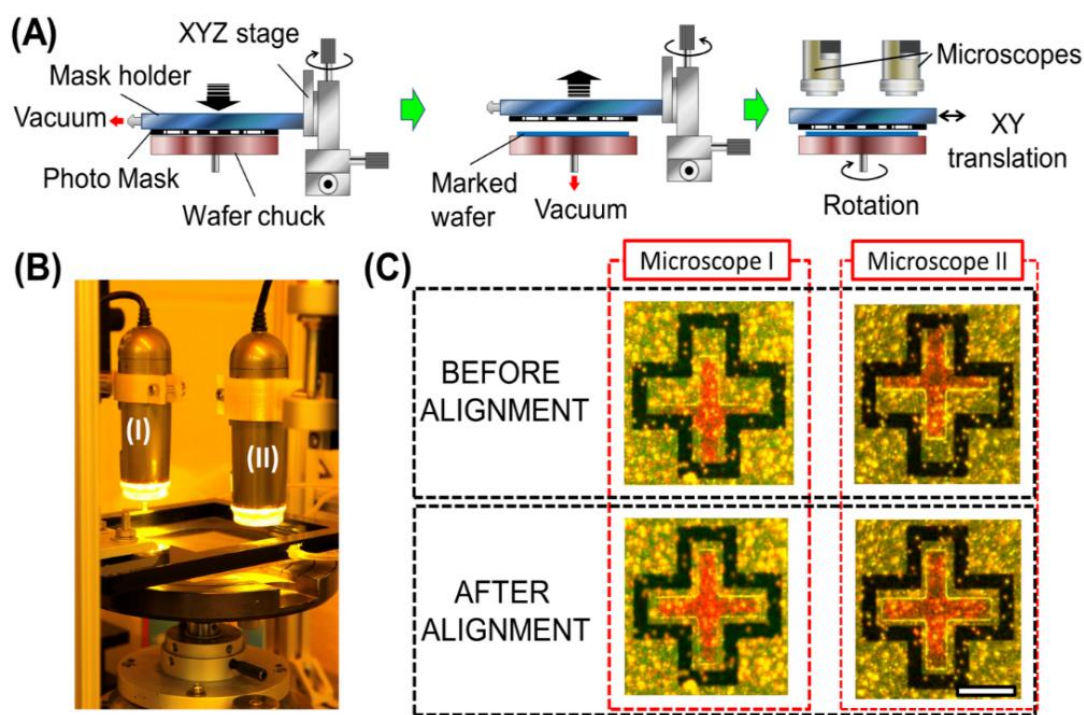 (A)
XYZ stage
Mask holder
Vacuum
Photo Mask
Wafer chuck
Marked
wafer
Vacuum
Microscopes
XY
translation
Rotation
(B)
(I)
(II)
(C)
Microscope I
Microscope II
BEFORE
ALIGNMENT
AFTER
ALIGNMENT